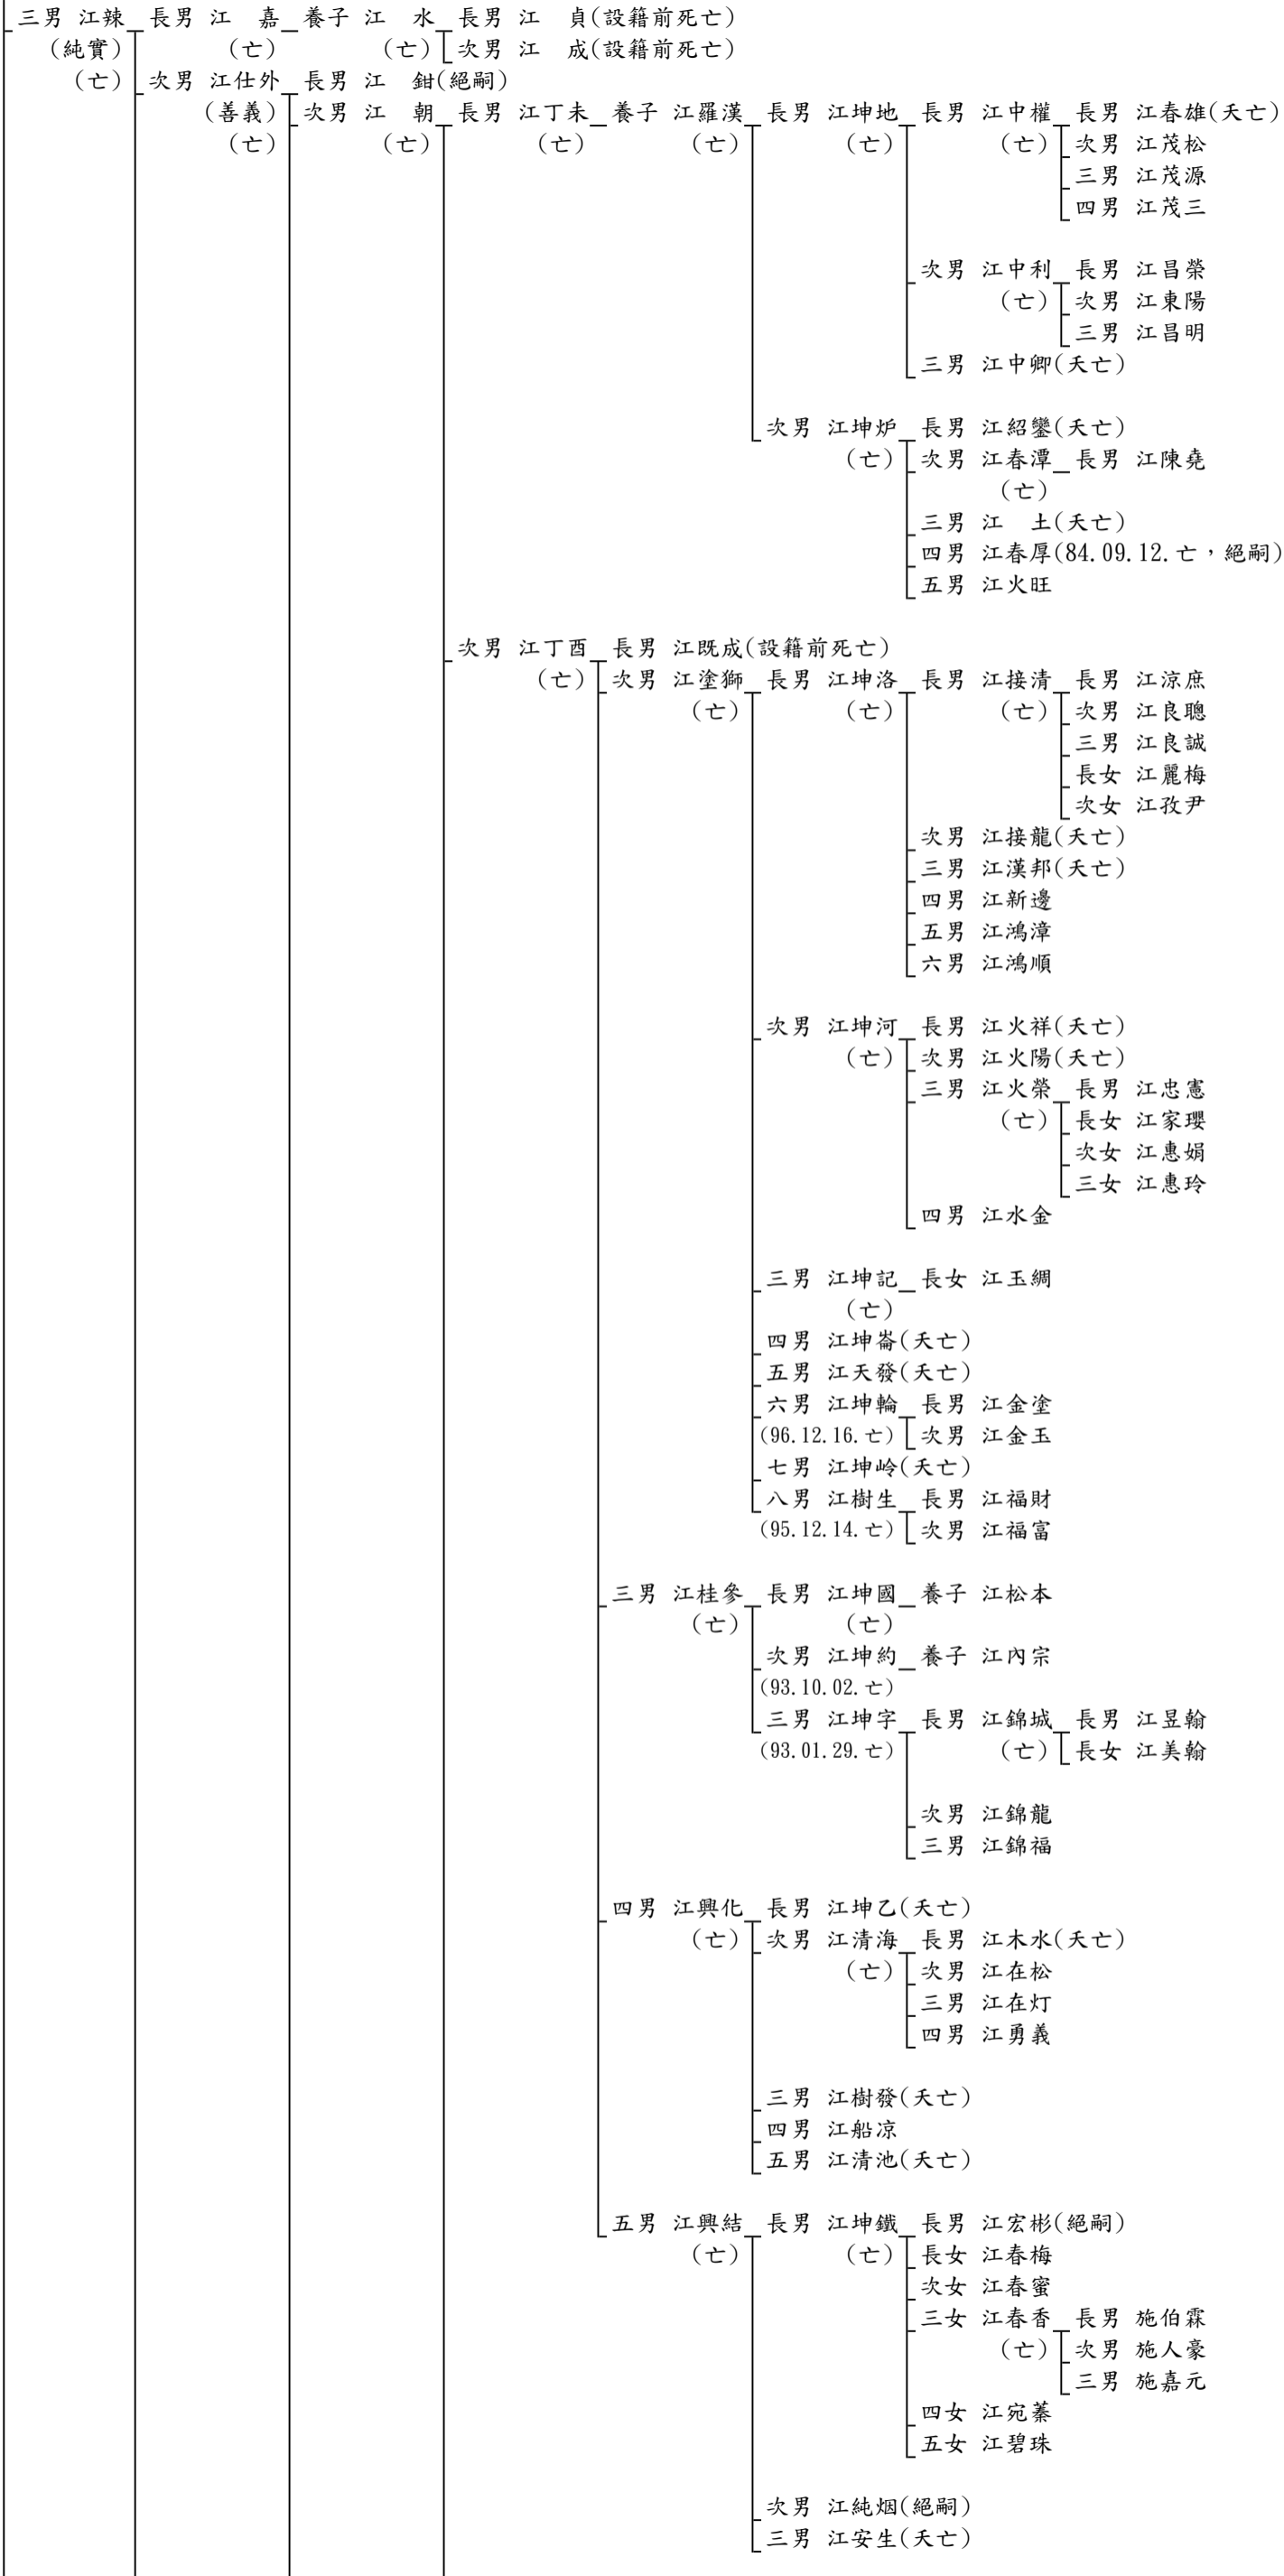 三男 江辣 長男 江　嘉 養子 江　水 長男 江　貞(設籍前死亡)
(純實) (亡) (亡) 次男 江　成(設籍前死亡)
(亡) 次男 江仕外 長男 江　鉗(絕嗣)
(善義) 次男 江　朝 長男 江丁未 養子 江羅漢 長男 江坤地 長男 江中權 長男 江春雄(夭亡)
(亡) (亡) (亡) (亡) (亡) (亡) 次男 江茂松
三男 江茂源
四男 江茂三
次男 江中利 長男 江昌榮
(亡) 次男 江東陽
三男 江昌明
三男 江中卿(夭亡)
次男 江坤炉 長男 江紹鑾(夭亡)
(亡) 次男 江春潭 長男 江陳堯
(亡)
三男 江　土(夭亡)
四男 江春厚(84.09.12.亡，絕嗣)
五男 江火旺
次男 江丁酉 長男 江既成(設籍前死亡)
(亡) 次男 江塗獅 長男 江坤洛 長男 江接清 長男 江涼庶
(亡) (亡) (亡) 次男 江良聰
三男 江良誠
長女 江麗梅
次女 江孜尹
次男 江接龍(夭亡)
三男 江漢邦(夭亡)
四男 江新邊
五男 江鴻漳
六男 江鴻順
次男 江坤河 長男 江火祥(夭亡)
(亡) 次男 江火陽(夭亡)
三男 江火榮 長男 江忠憲
(亡) 長女 江家瓔
次女 江惠娟
三女 江惠玲
四男 江水金
三男 江坤記 長女 江玉綢
(亡)
四男 江坤崙(夭亡)
五男 江天發(夭亡)
六男 江坤輪 長男 江金塗
(96.12.16.亡) 次男 江金玉
七男 江坤岭(夭亡)
八男 江樹生 長男 江福財
(95.12.14.亡) 次男 江福富
三男 江桂參 長男 江坤國 養子 江松本
(亡) (亡)
次男 江坤約 養子 江內宗
(93.10.02.亡)
三男 江坤字 長男 江錦城 長男 江昱翰
(93.01.29.亡) (亡) 長女 江美翰
次男 江錦龍
三男 江錦福
四男 江興化 長男 江坤乙(夭亡)
(亡) 次男 江清海 長男 江木水(夭亡)
(亡) 次男 江在松
三男 江在灯
四男 江勇義
三男 江樹發(夭亡)
四男 江船凉
五男 江清池(夭亡)
五男 江興結 長男 江坤鐵 長男 江宏彬(絕嗣)
(亡) (亡) 長女 江春梅
次女 江春蜜
三女 江春香 長男 施伯霖
(亡) 次男 施人豪
三男 施嘉元
四女 江宛蓁
五女 江碧珠
次男 江純烟(絕嗣)
三男 江安生(夭亡)